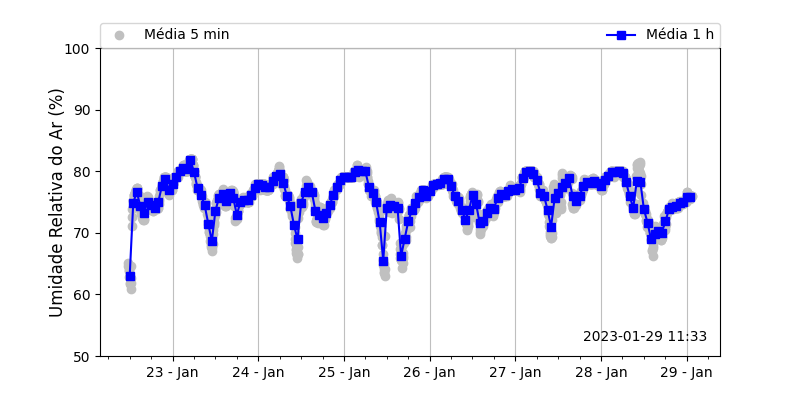 Média 5 min
Média 1 h
Umidade Relativa do Ar (%)
100
90
80
70
60
50
2023-01-29 11:33
23 - Jan
24 - Jan
25 - Jan
26 - Jan
27 - Jan
28 - Jan
29 - Jan